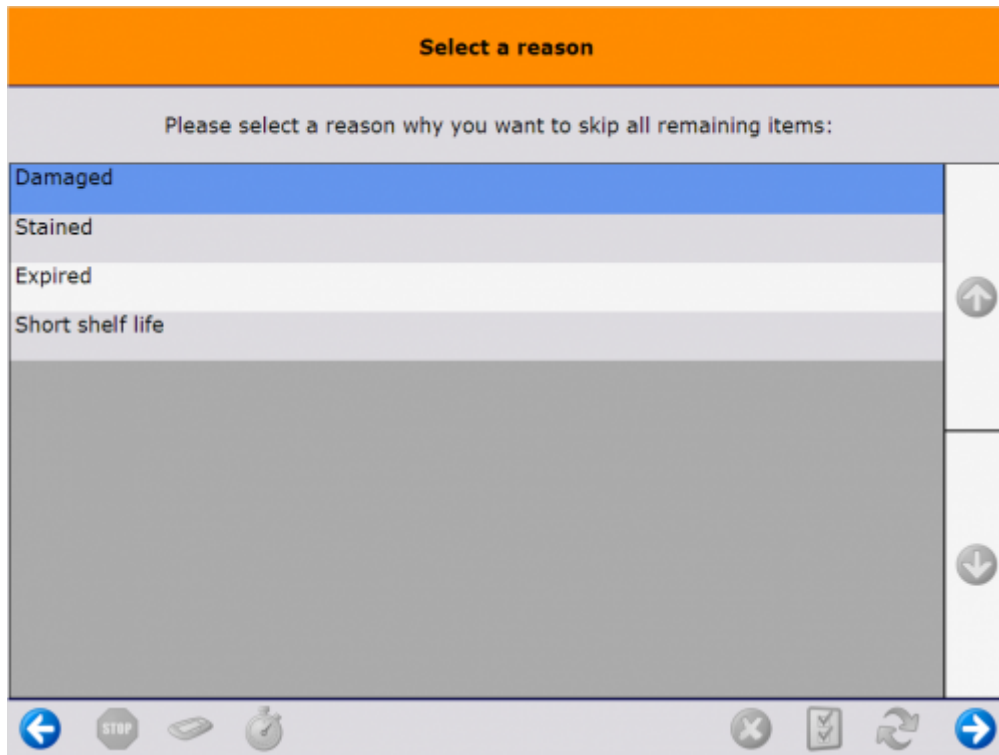 Select a reason
Please select a reason why you want to skip all remaining items:
Damaged
Stained
Expired
Short shelf life
STOP